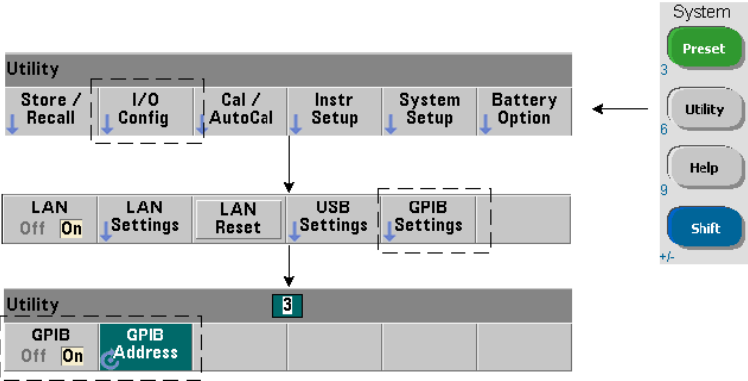 System
Preset
3
Utility
6
Help
9
Shift
+/-
Utility
Store / Recall
I/O Config
Cal / AutoCal
Instr Setup
System Setup
Battery Option
LAN Off On
LAN Settings
LAN Reset
USB Settings
GPIB Settings
Utility
3
GPIB Off On
GPIB Address